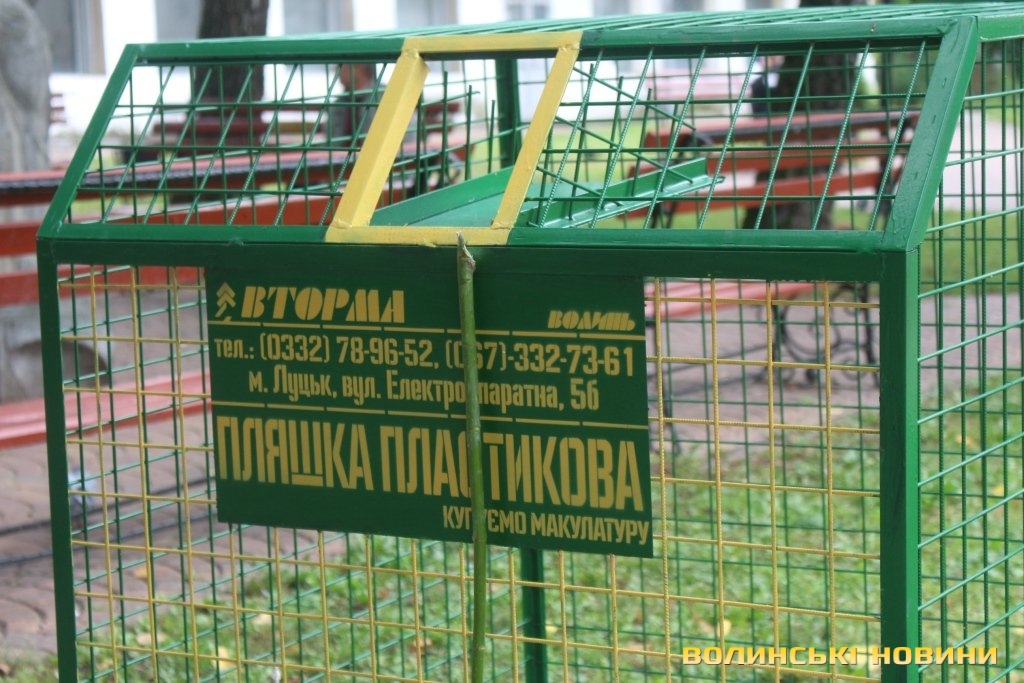 ВТОРМА
ВОЛИНЬ
тел.: (0332) 78-96-52, (067)-332-73-61
м. Луцьк, вул. Електроапаратна, 5б
ПЛЯШКА ПЛАСТИКОВА
КУПУЄМО МАКУЛАТУРУ
ВОЛИНСЬКІ НОВИНИ